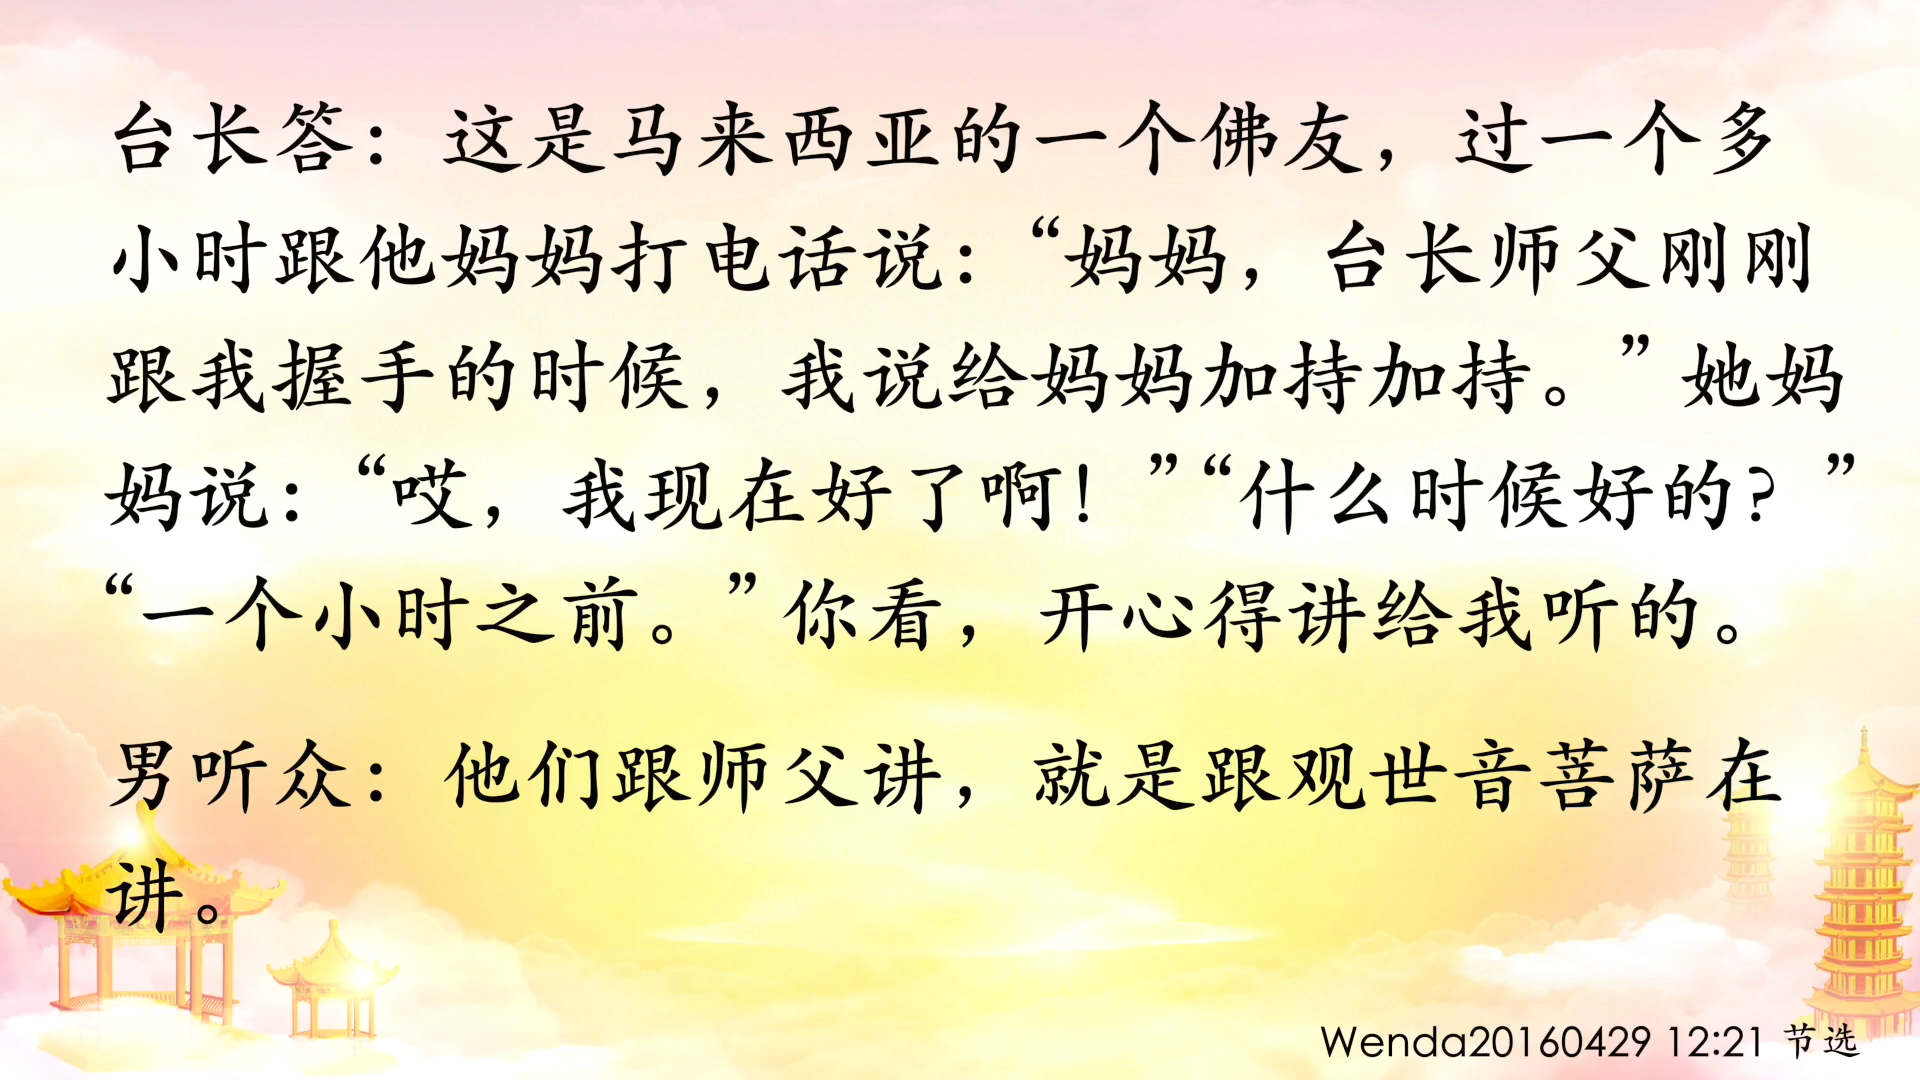 台长答：这是马来西亚的一个佛友，过一个多
小时跟他妈妈打电话说：“妈妈，台长师父刚刚
跟我握手的时候，我说给妈妈加持加持。”她妈
妈说：“哎，我现在好了啊！”“什么时候好的？”
“一个小时之前。”你看，开心得讲给我听的。
男听众：他们跟师父讲，就是跟观世音菩萨在
讲。
Wenda20160429 12:21 节选